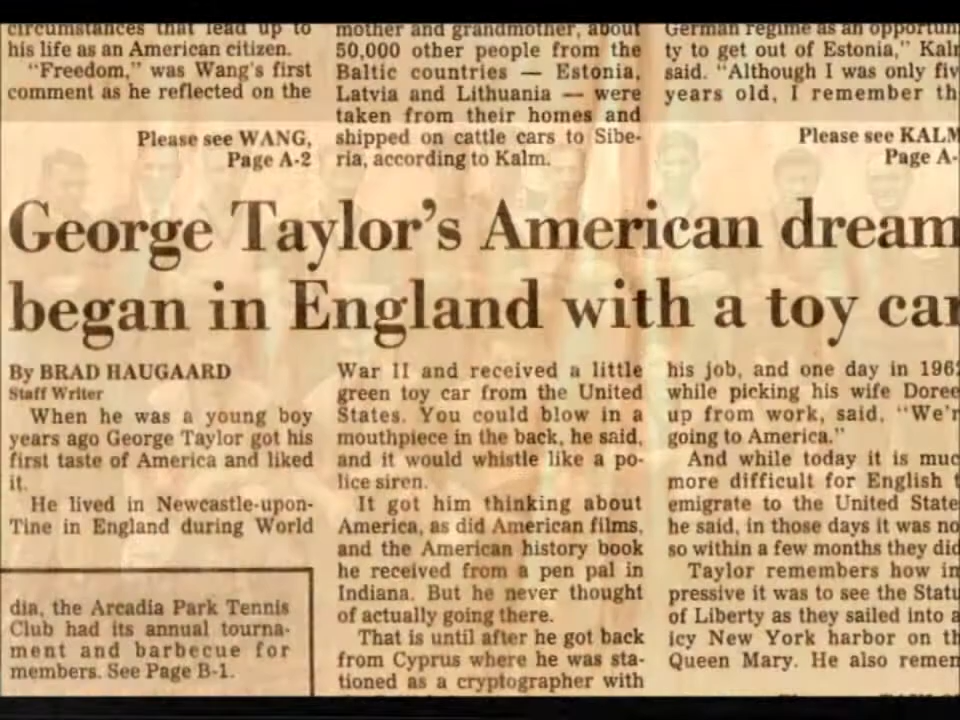 circumstances that lead up to
his life as an American citizen.
"Freedom," was Wang's first
comment as he reflected on the
Please see WANG,
Page A-2
mother and grandmother, about
50,000 other people from the
Baltic countries — Estonia,
Latvia and Lithuania — were
taken from their homes and
shipped on cattle cars to Sibe-
ria, according to Kalm.
German regime as an opportun
ty to get out of Estonia," Kalm
said. "Although I was only fiv
years old, I remember th
Please see KALM
Page A-
George Taylor's American dream
began in England with a toy car
By BRAD HAUGAARD
Staff Writer
When he was a young boy
years ago George Taylor got his
first taste of America and liked
it.
He lived in Newcastle-upon-
Tine in England during World
War II and received a little
green toy car from the United
States. You could blow in a
mouthpiece in the back, he said,
and it would whistle like a po-
lice siren.
It got him thinking about
America, as did American films,
and the American history book
he received from a pen pal in
Indiana. But he never thought
of actually going there.
That is until after he got back
from Cyprus where he was sta-
tioned as a cryptographer with
his job, and one day in 196
while picking his wife Doree
up from work, said, "We'r
going to America."
And while today it is muc
more difficult for English t
emigrate to the United State
he said, in those days it was no
so within a few months they did
Taylor remembers how im
pressive it was to see the Statu
of Liberty as they sailed into a
icy New York harbor on th
Queen Mary. He also remem
dia, the Arcadia Park Tennis
Club had its annual tourna-
ment and barbecue for
members. See Page B-1.